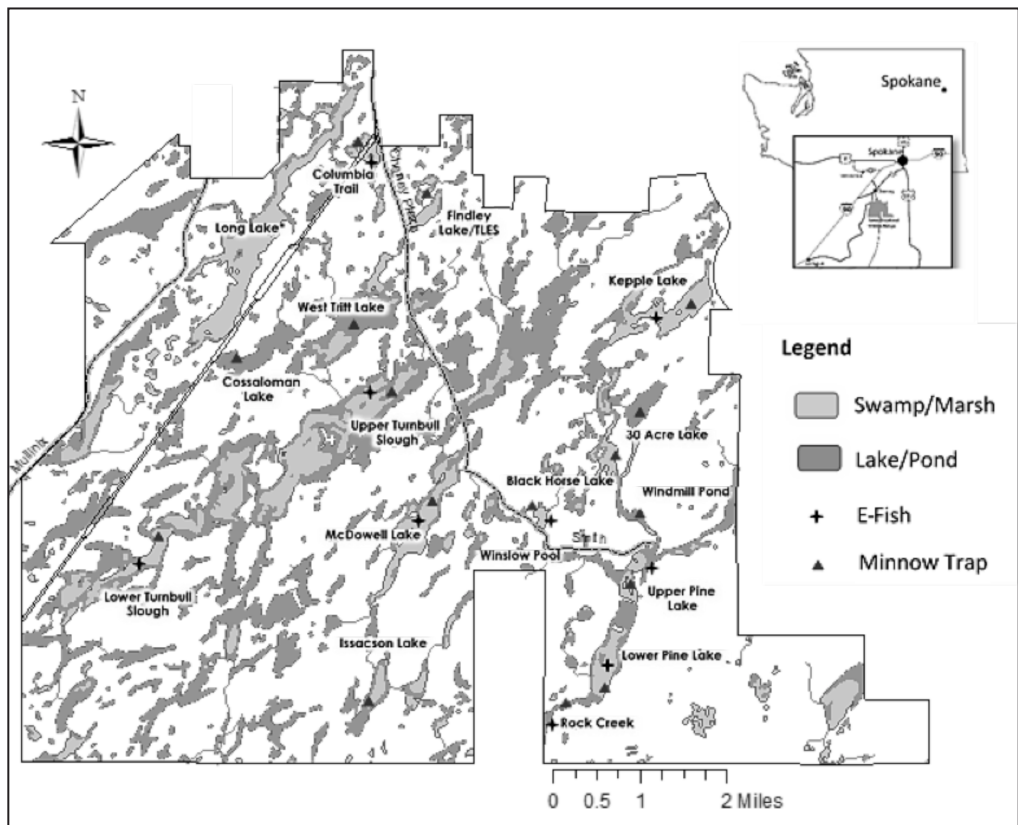 N
Spokane
Spokane
Columbia
Trail
Cheney Plaza
Findley
Lake/TLES
Long Lake*
Kepple Lake
West Tritt Lake
Legend
Cossaloman
Lake
Swamp/Marsh
Upper Turnbull
Slough
30 Acre Lake
Mullinix
Lake/Pond
Black Horse Lake
Windmill Pond
E-Fish
McDowell Lake
Smith
Winslow Pool
Minnow Trap
Lower Turnbull
Slough
Upper Pine
Lake
Issacson Lake
Lower Pine Lake
Rock Creek
0 0.5 1 2 Miles